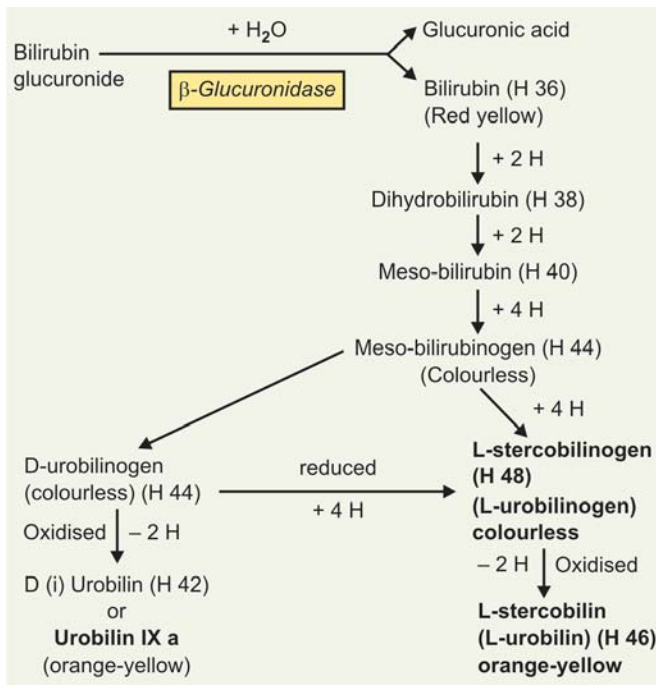 + H2O
Glucuronic acid
Bilirubin
glucuronide
β-Glucuronidase
Bilirubin (H 36)
(Red yellow)
+ 2 H
Dihydrobilirubin (H 38)
+ 2 H
Meso-bilirubin (H 40)
+ 4 H
Meso-bilirubinogen (H 44)
(Colourless)
+ 4 H
D-urobilinogen
(colourless) (H 44)
reduced
+ 4 H
L-stercobilinogen
(H 48)
(L-urobilinogen)
colourless
Oxidised – 2 H
– 2 H Oxidised
D (i) Urobilin (H 42)
or
Urobilin IX a
(orange-yellow)
L-stercobilin
(L-urobilin) (H 46)
orange-yellow